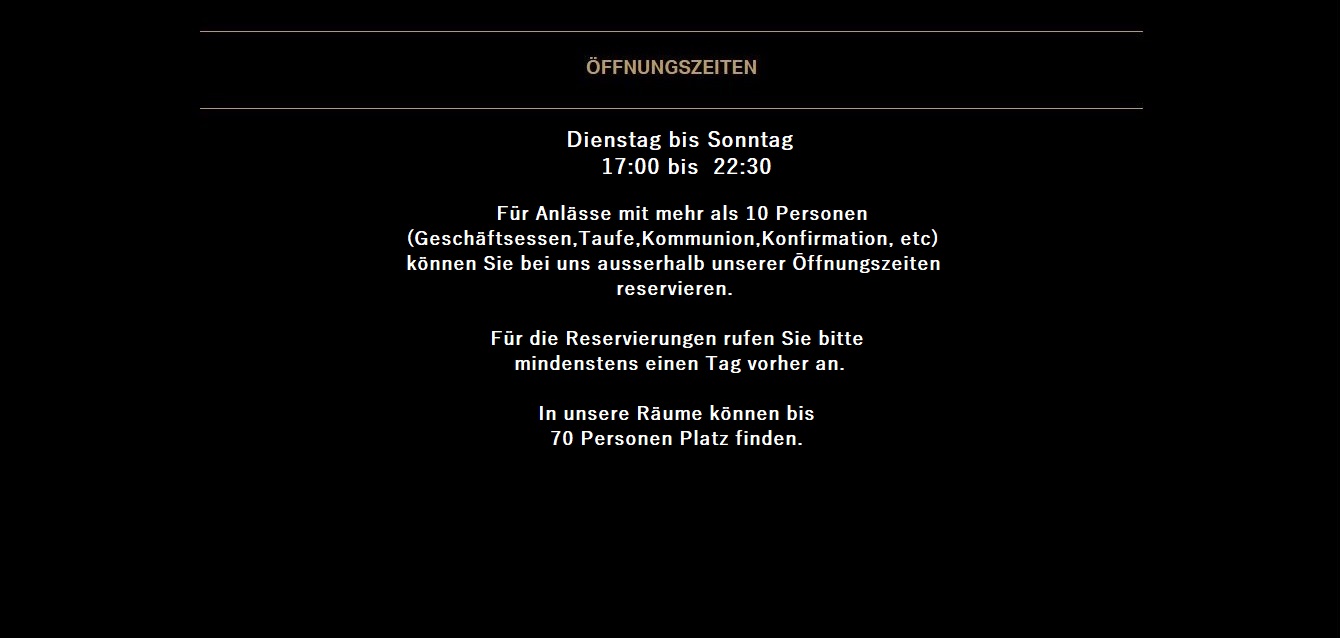 ÖFFNUNGSZEITEN
Dienstag bis Sonntag
17:00 bis  22:30
Für Anlässe mit mehr als 10 Personen
(Geschäftsessen,Taufe,Kommunion,Konfirmation, etc)
können Sie bei uns ausserhalb unserer Öffnungszeiten
reservieren.
Für die Reservierungen rufen Sie bitte
mindenstens einen Tag vorher an.
In unsere Räume können bis
70 Personen Platz finden.